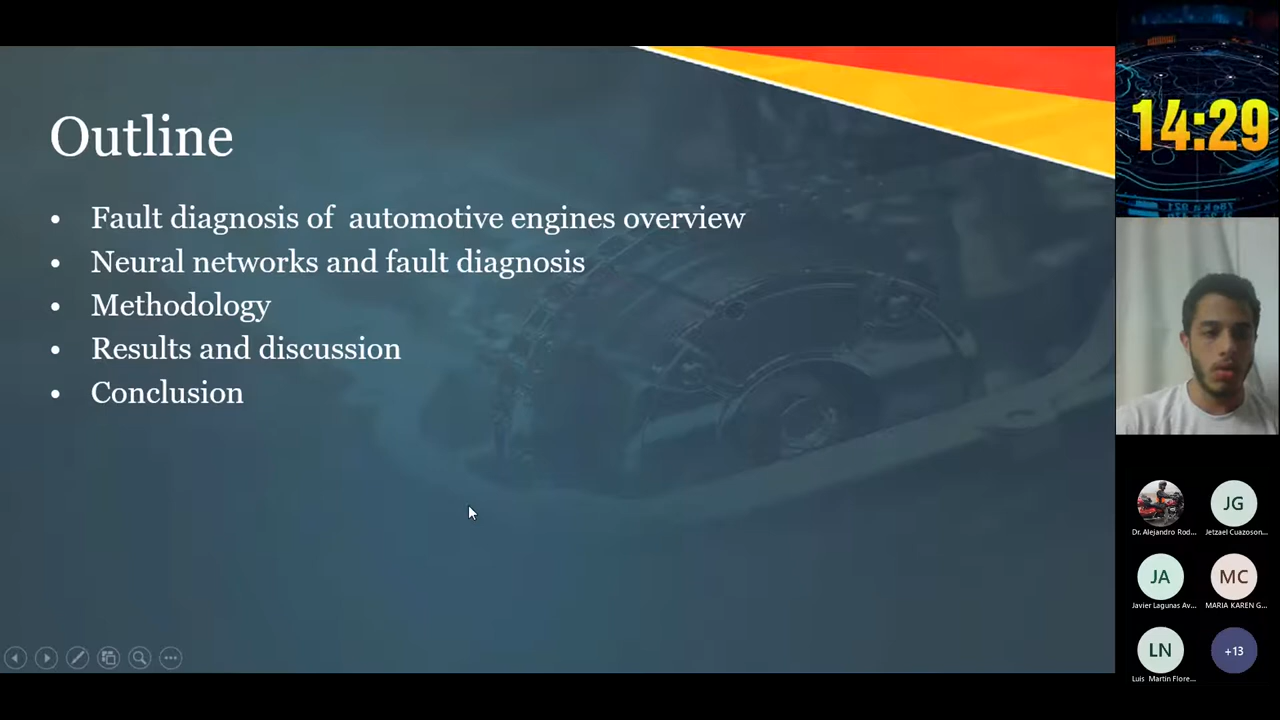 Outline
• Fault diagnosis of  automotive engines overview
• Neural networks and fault diagnosis
• Methodology
• Results and discussion
• Conclusion
14:29
JG
Dr. Alejandro Rod...
Jetzael Cuazoson...
JA
MC
Javier Lagunas Av...
MARIA KAREN G...
LN
+13
Luis Martin Flore...